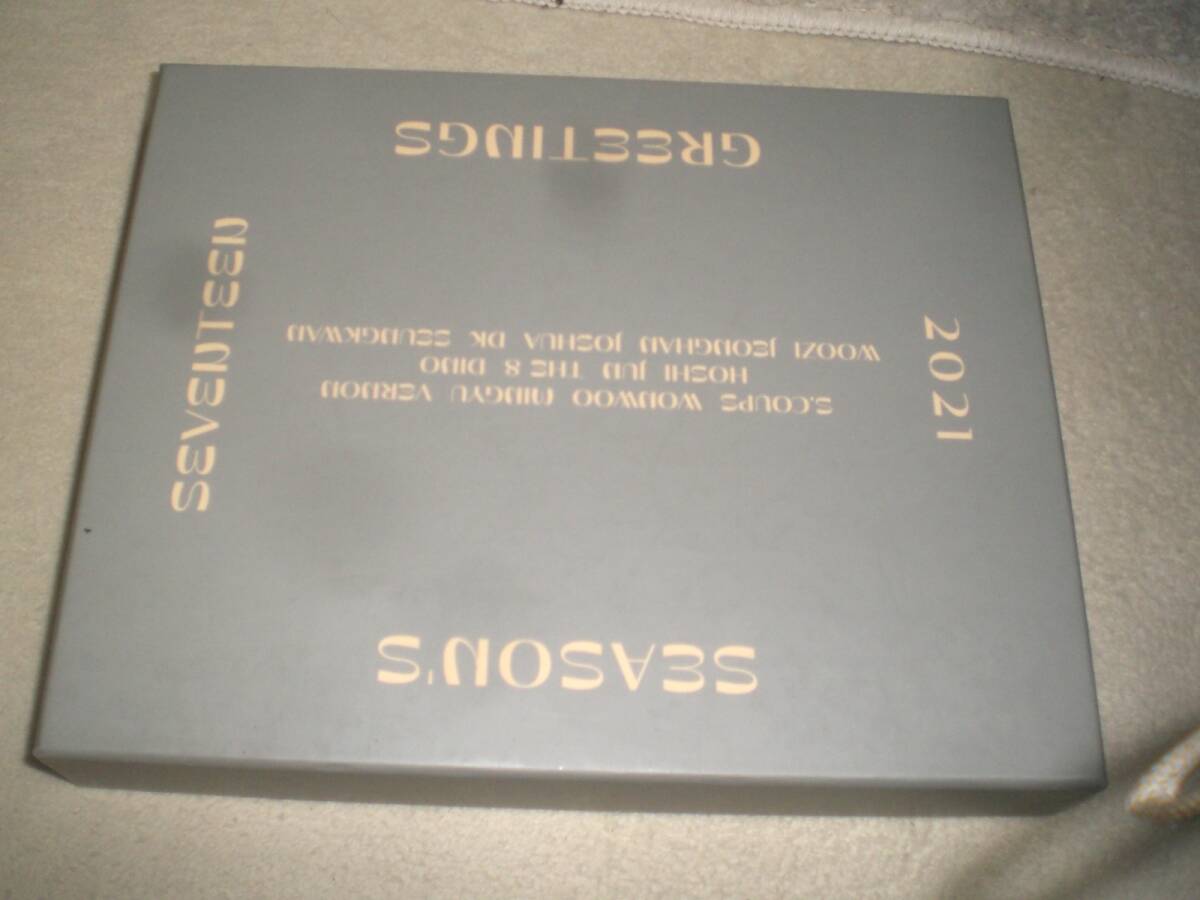 SEASON'S
SEVENTEEN
S.COUPS WONWOO MINGYU VERNON
HOSHI JUN THE 8 DINO
WOOZI JEONGHAN JOSHUA DK SEUNGKWAN
2021
GREETINGS